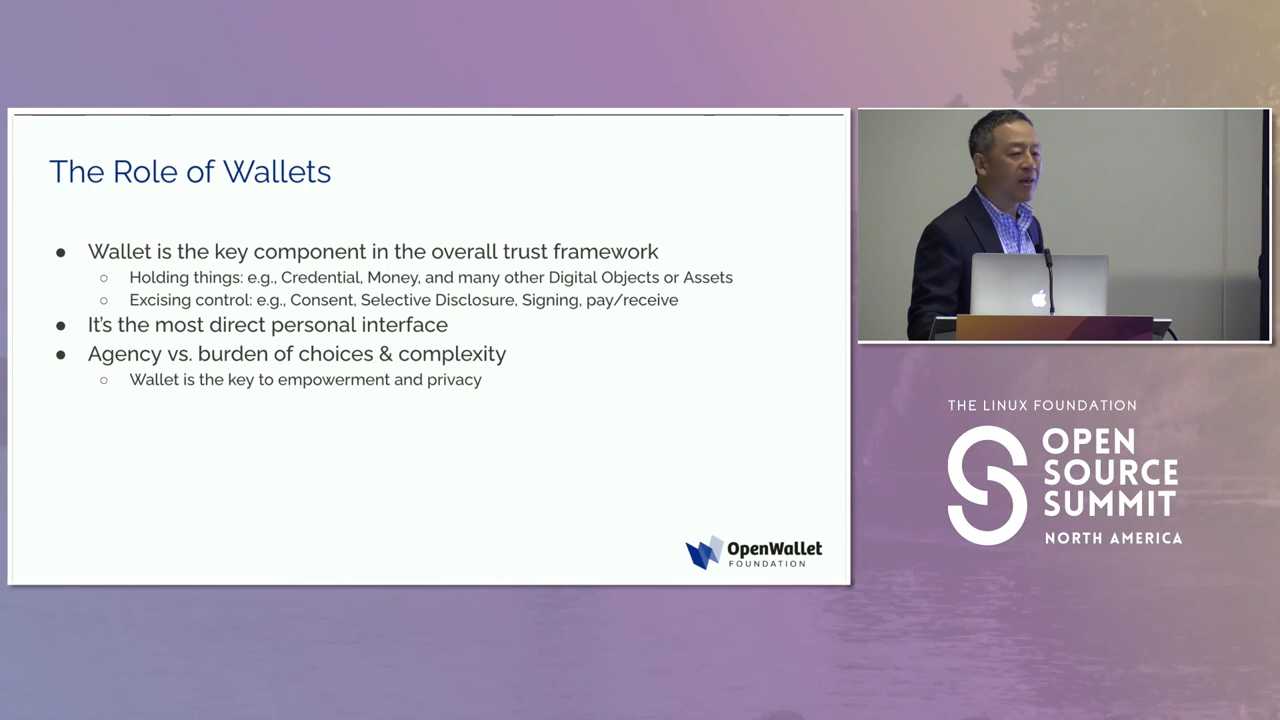 The Role of Wallets
● Wallet is the key component in the overall trust framework
○ Holding things: e.g., Credential, Money, and many other Digital Objects or Assets
○ Excising control: e.g., Consent, Selective Disclosure, Signing, pay/receive
● It's the most direct personal interface
● Agency vs. burden of choices & complexity
○ Wallet is the key to empowerment and privacy
OpenWallet
FOUNDATION
THE LINUX FOUNDATION
OPEN
SOURCE
SUMMIT
NORTH AMERICA